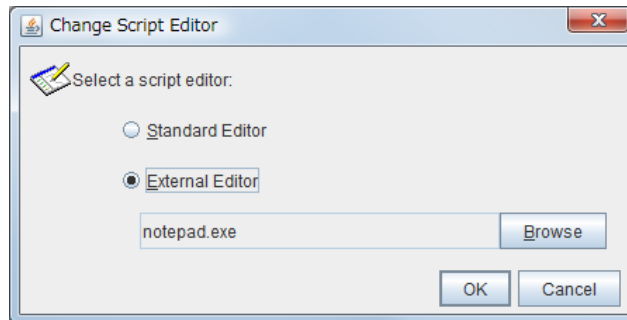 Change Script Editor
Select a script editor:
Standard Editor
External Editor
notepad.exe Browse
OK Cancel